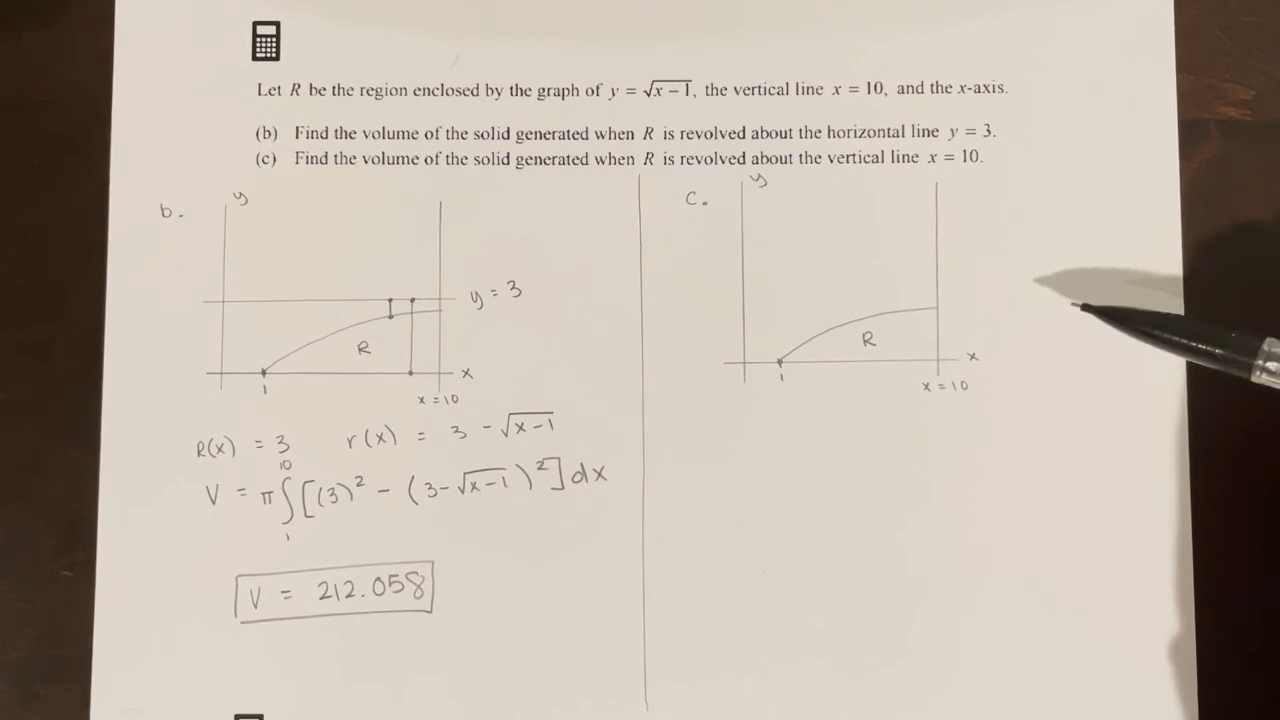 Let R be the region enclosed by the graph of y = √x − 1, the vertical line x = 10, and the x-axis.
(b) Find the volume of the solid generated when R is revolved about the horizontal line y = 3.
(c) Find the volume of the solid generated when R is revolved about the vertical line x = 10.
b.
y
y = 3
R
x
1
x = 10
R(x) = 3 r(x) = 3 - √x-1
V = π∫₁¹⁰ [(3)² - (3-√x-1)²] dx
V = 212.058
c.
y
R
x
1
x = 10